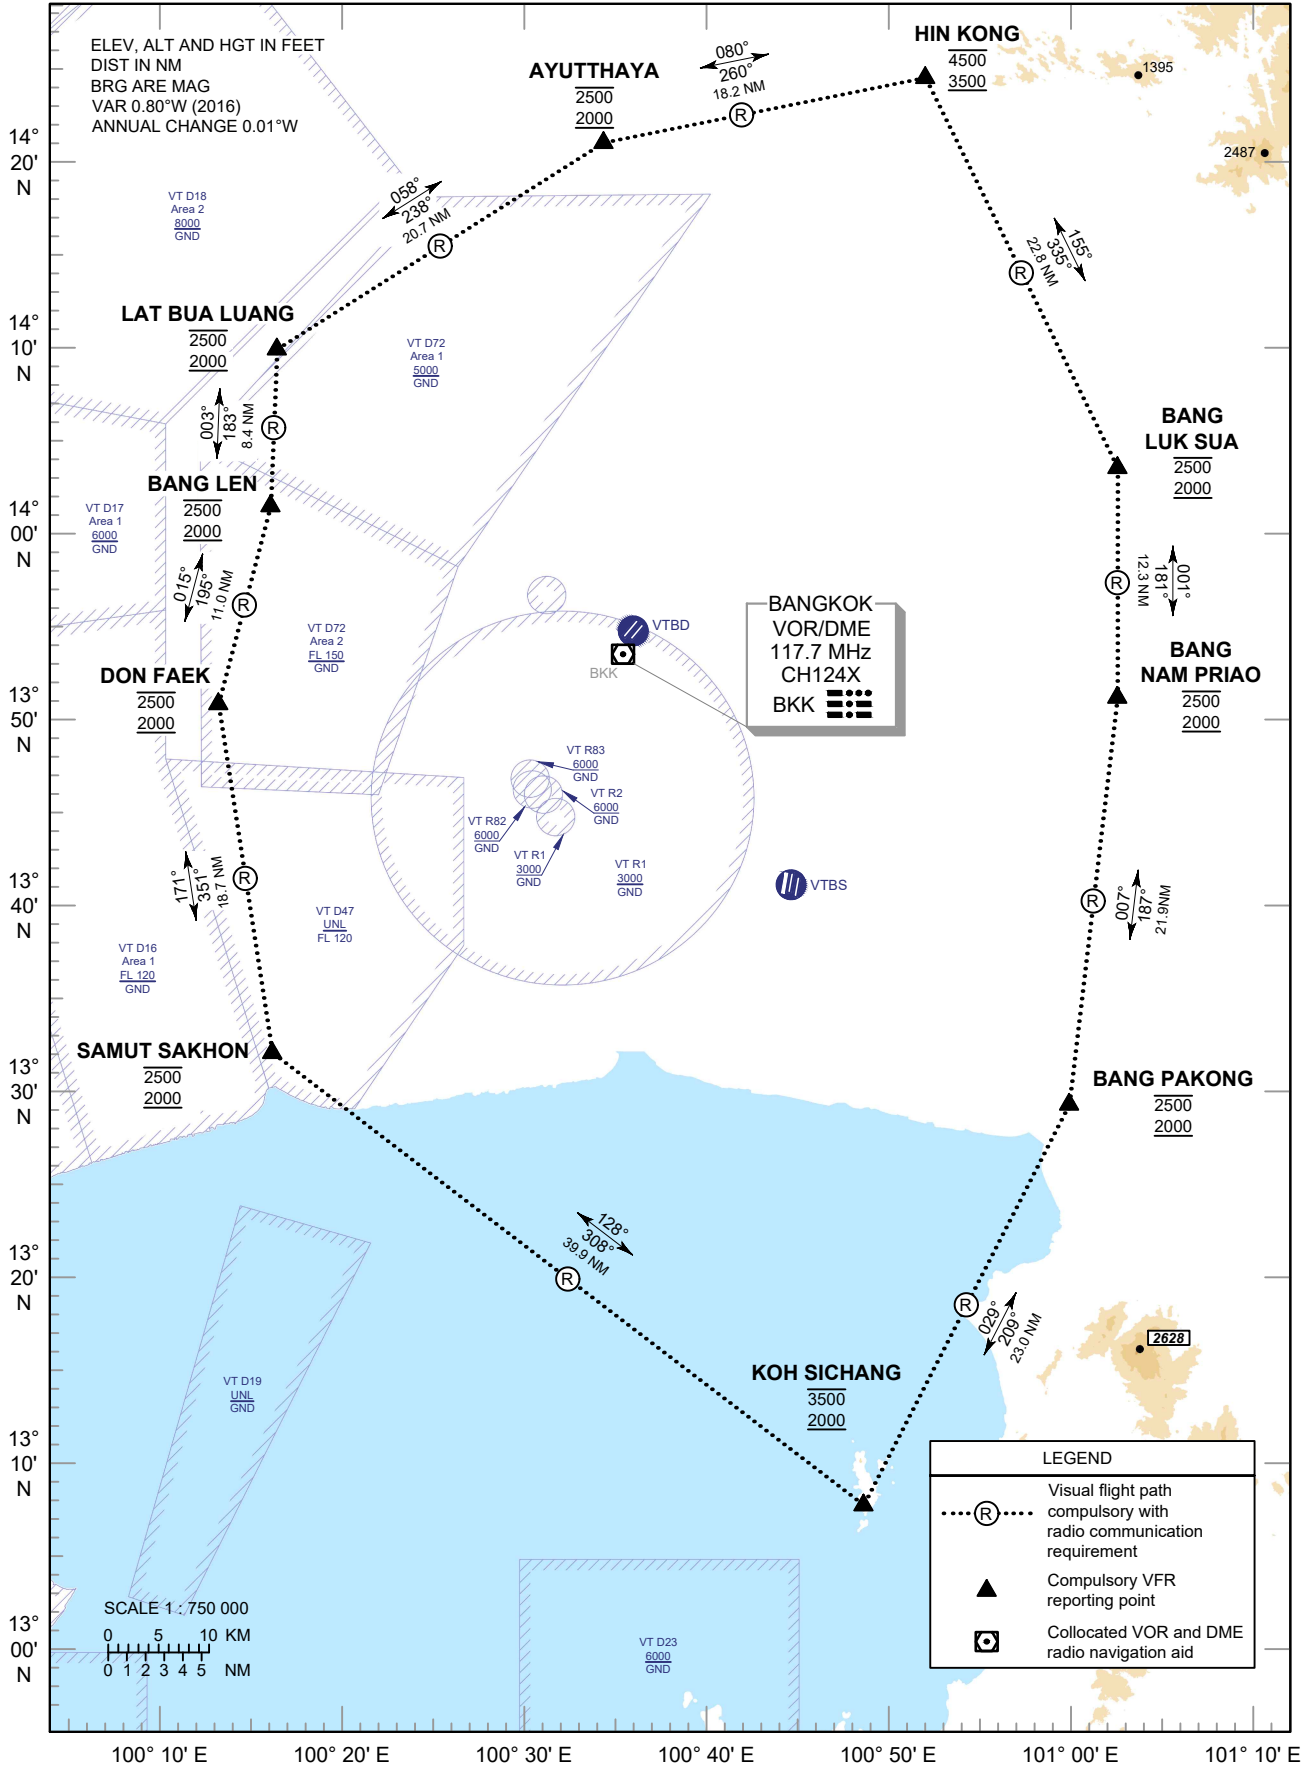 ELEV, ALT AND HGT IN FEET
DIST IN NM
BRG ARE MAG
VAR 0.80°W (2016)
ANNUAL CHANGE 0.01°W
HIN KONG
4500
3500
AYUTTHAYA
2500
2000
080°
260°
18.2 NM
1395
2487
14°
20'
N
VT D18
Area 2
8000
GND
058°
238°
20.7 NM
155°
335°
22.8 NM
LAT BUA LUANG
2500
2000
14°
10'
N
VT D72
Area 1
5000
GND
003°
183°
8.4 NM
BANG
LUK SUA
2500
2000
BANG LEN
2500
2000
14°
00'
N
VT D17
Area 1
6000
GND
015°
195°
11.0 NM
001°
181°
12.3 NM
VT D72
Area 2
FL 150
GND
VTBD
BKK
BANGKOK
VOR/DME
117.7 MHz
CH124X
BKK
BANG
NAM PRIAO
2500
2000
DON FAEK
2500
2000
13°
50'
N
VT R83
6000
GND
VT R2
6000
GND
VT R82
6000
GND
VT R1
3000
GND
VT R1
3000
GND
VTBS
171°
351°
18.7 NM
007°
187°
21.9NM
13°
40'
N
VT D47
UNL
FL 120
VT D16
Area 1
FL 120
GND
SAMUT SAKHON
2500
2000
13°
30'
N
BANG PAKONG
2500
2000
128°
308°
39.9 NM
13°
20'
N
029°
209°
23.0 NM
2628
VT D19
UNL
GND
KOH SICHANG
3500
2000
13°
10'
N
LEGEND
R
Visual flight path
compulsory with
radio communication
requirement
Compulsory VFR
reporting point
Collocated VOR and DME
radio navigation aid
SCALE 1 : 750 000
0 5 10 KM
0 1 2 3 4 5 NM
13°
00'
N
VT D23
6000
GND
R
R
R
R
R
R
R
R
R
R
100° 10' E
100° 20' E
100° 30' E
100° 40' E
100° 50' E
101° 00' E
101° 10' E